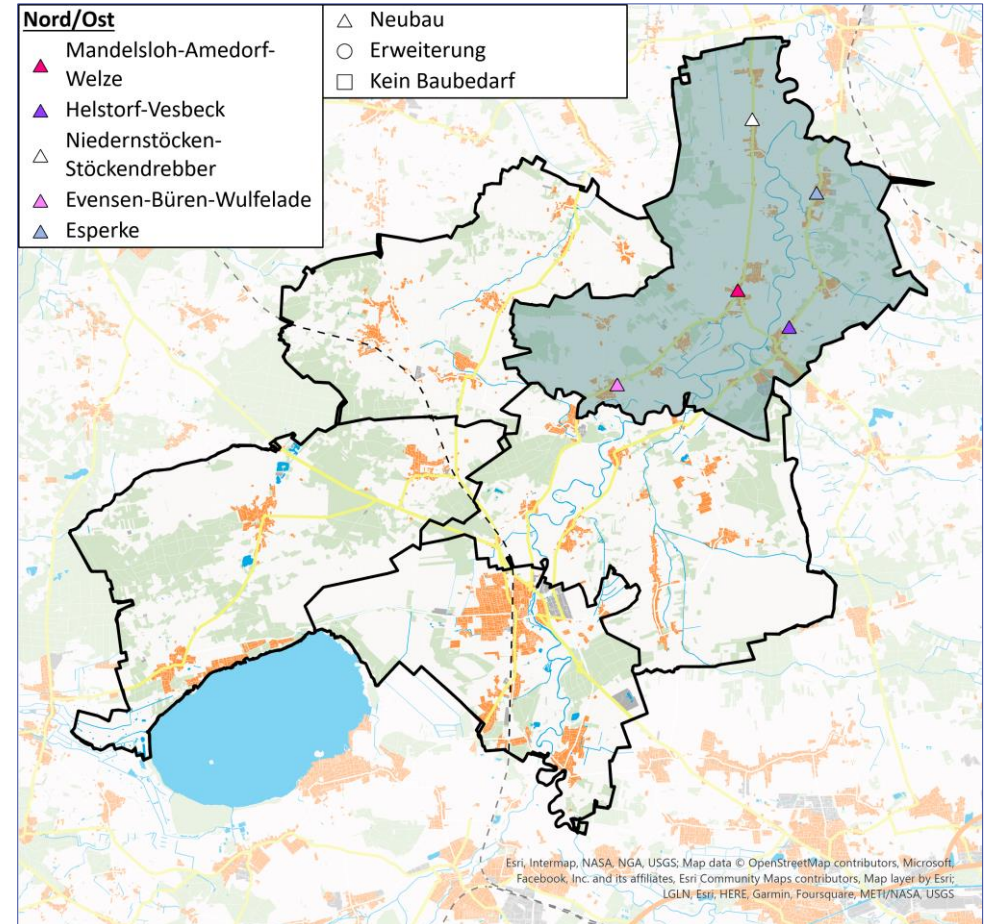 Nord/Ost
Mandelsloh-Amedorf-
Welze
Helstorf-Vesbeck
Niedernstöcken-
Stöckendrebber
Evensen-Büren-Wulfelade
Esperke
Neubau
Erweiterung
Kein Baubedarf
Esri, Intermap, NASA, NGA, USGS; Map data © OpenStreetMap contributors, Microsoft,
Facebook, Inc. and its affiliates, Esri Community Maps contributors, Map layer by Esri;
LGLN, Esri, HERE, Garmin, Foursquare, METI/NASA, USGS